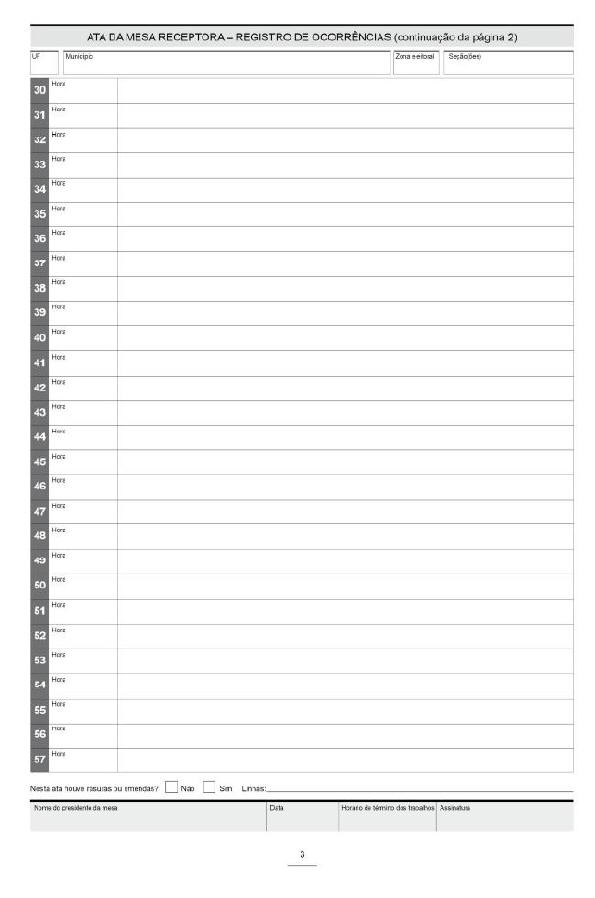 ATA DA MESA RECEPTORA – REGISTRO DE OCORRÊNCIAS (continuação da página 2)
UF Município Zona eleitoral Seção(ões)
30 Hora
31 Hora
32 Hora
33 Hora
34 Hora
35 Hora
36 Hora
37 Hora
38 Hora
39 Hora
40 Hora
41 Hora
42 Hora
43 Hora
44 Hora
45 Hora
46 Hora
47 Hora
48 Hora
49 Hora
50 Hora
51 Hora
52 Hora
53 Hora
54 Hora
55 Hora
56 Hora
57 Hora
Nesta ata houve rasuras ou emendas? Não Sim Linhas:
Nome do presidente da mesa Data Horário de término dos trabalhos Assinatura
3